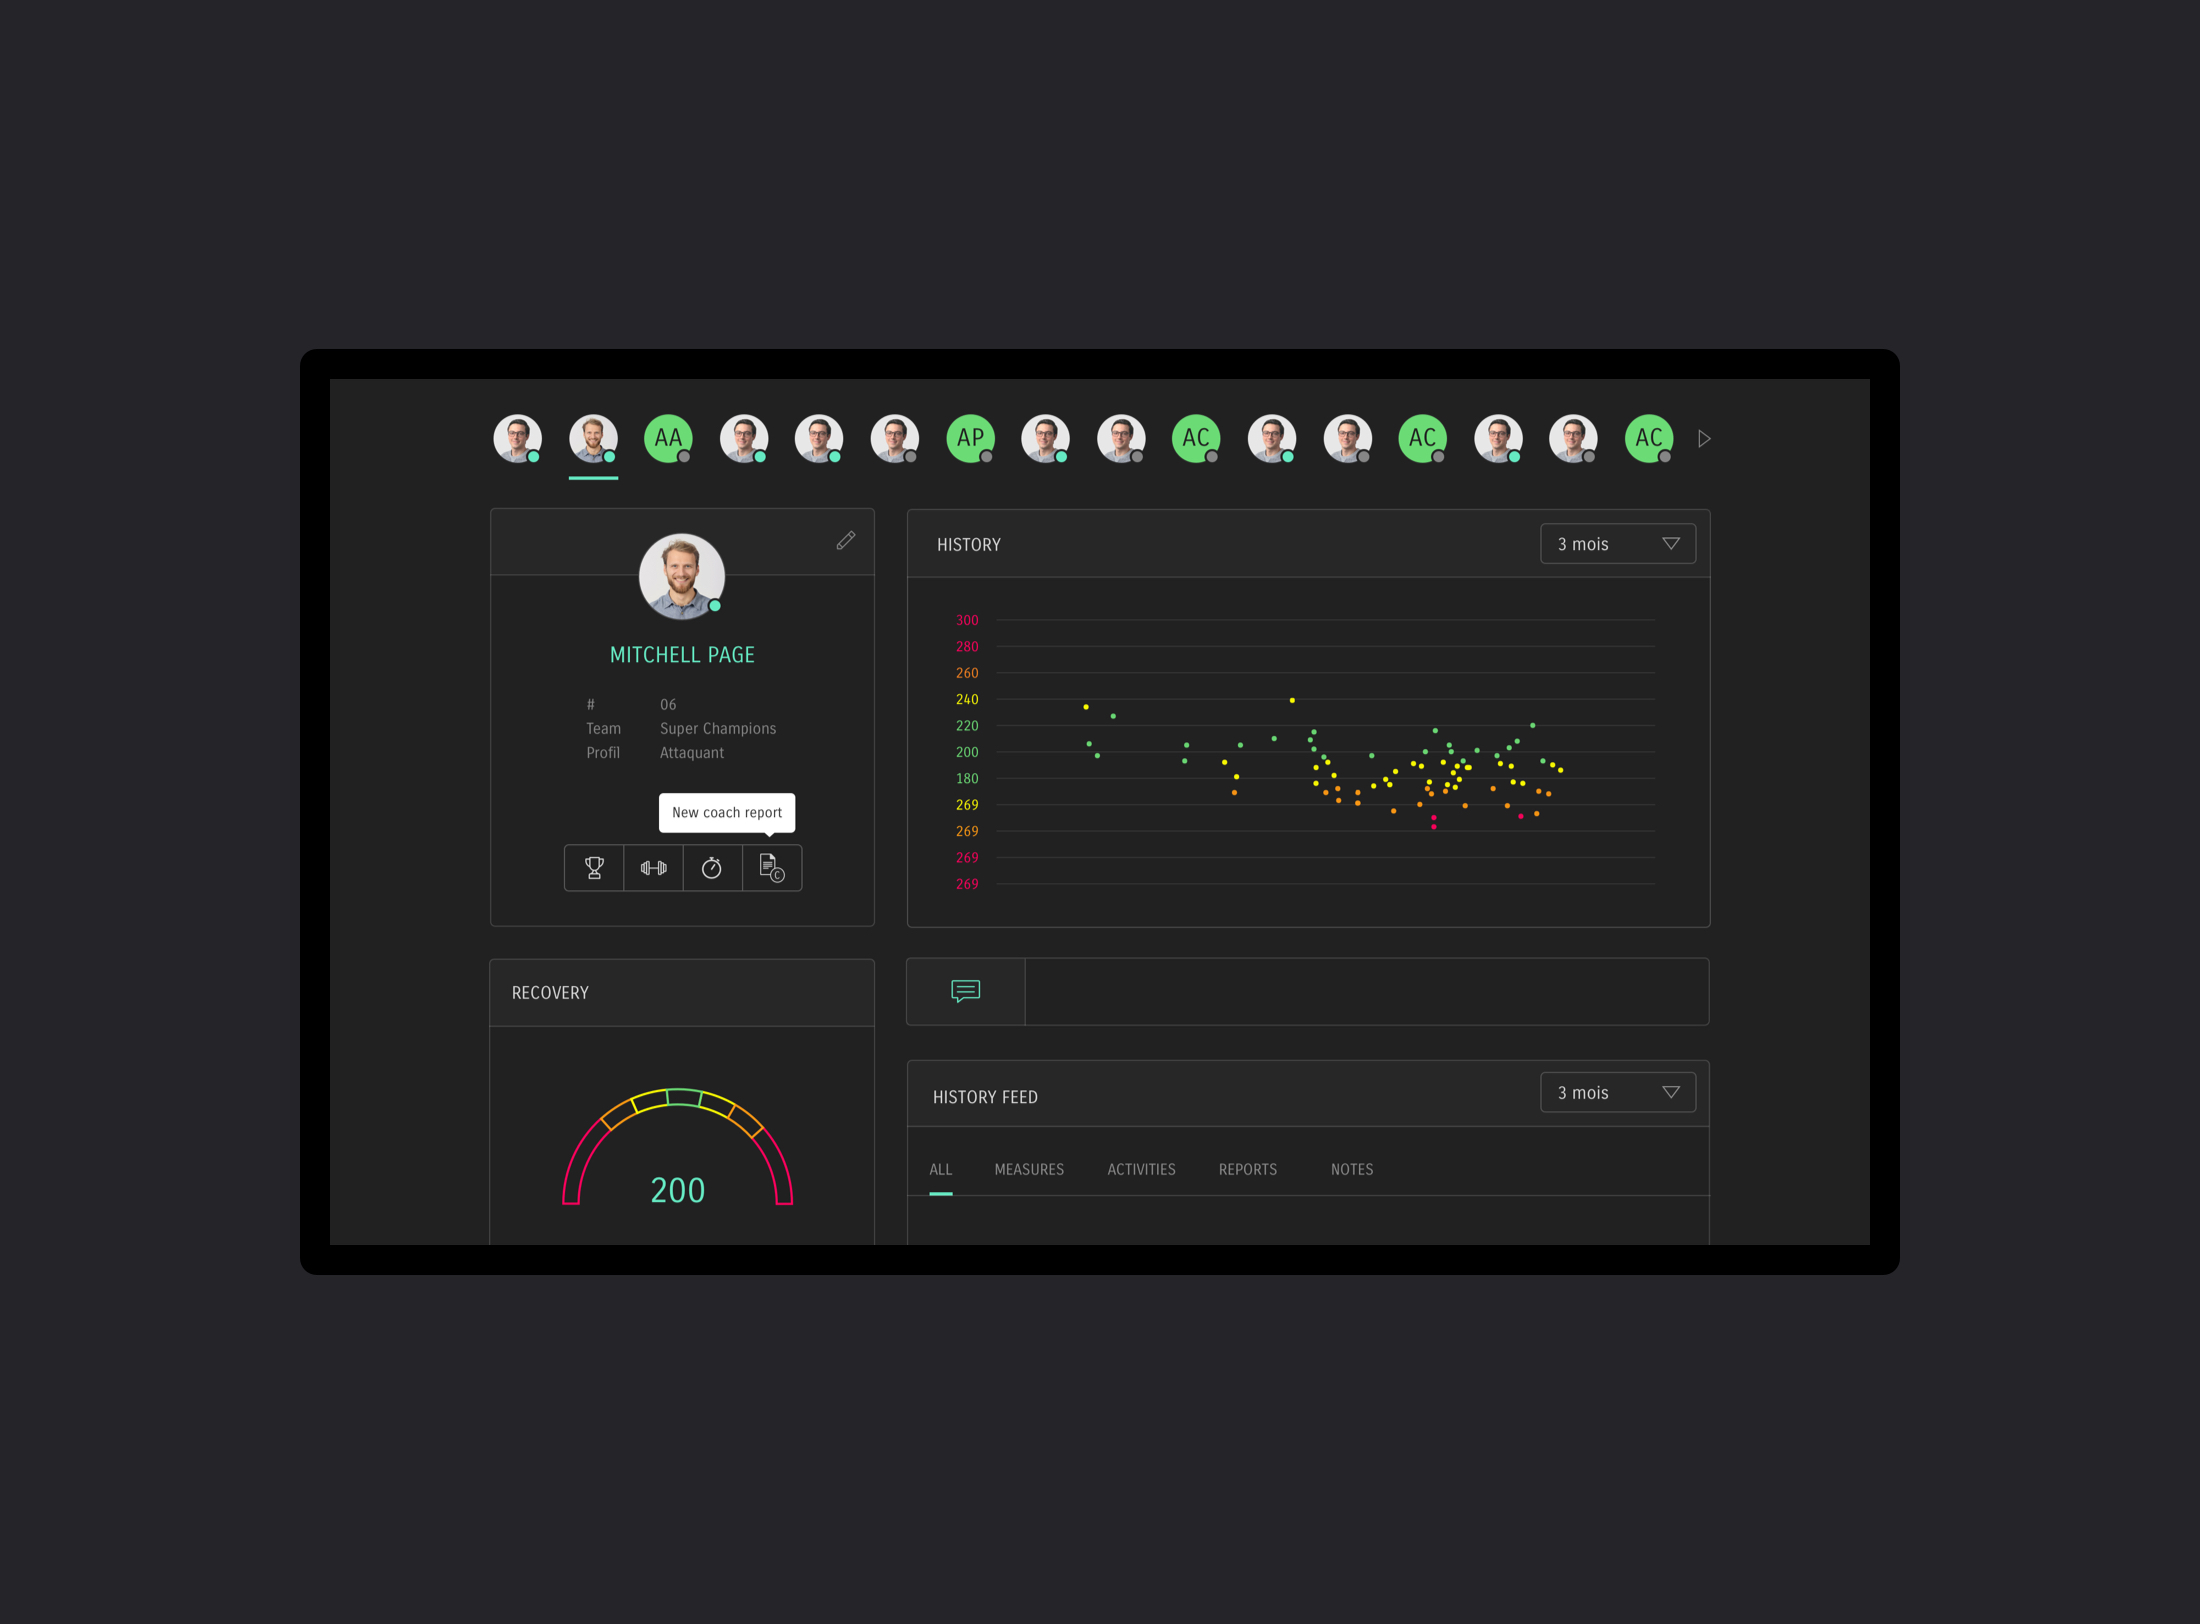 AA
AP
AC
AC
AC
MITCHELL PAGE
# 06
Team Super Champions
Profil Attaquant
New coach report
C
HISTORY
3 mois
300
280
260
240
220
200
180
269
269
269
269
RECOVERY
200
HISTORY FEED
3 mois
ALL MEASURES ACTIVITIES REPORTS NOTES